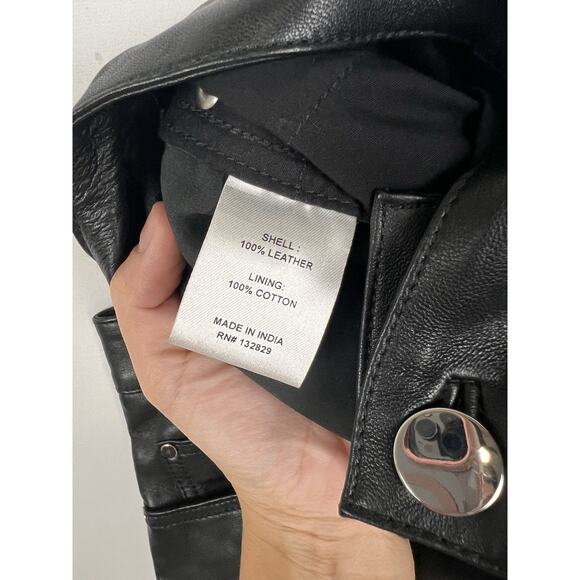 SHELL :
100% LEATHER
LINING:
100% COTTON
MADE IN INDIA
RN# 132829